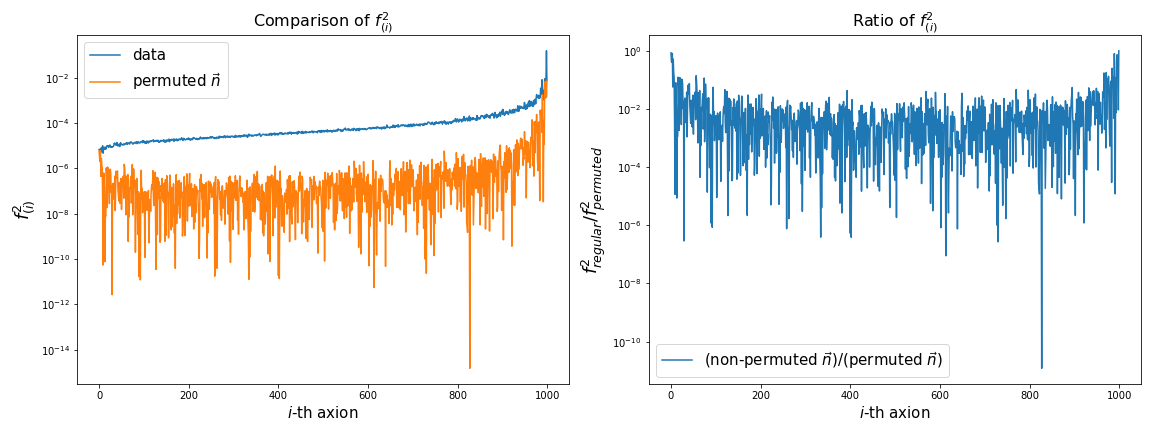 Comparison of $f^2_{(i)}$
data
permuted $\vec{n}$
$10^{-2}$
$10^{-4}$
$10^{-6}$
$10^{-8}$
$10^{-10}$
$10^{-12}$
$10^{-14}$
$f^2_{(i)}$
0 200 400 600 800 1000
$i$-th axion
Ratio of $f^2_{(i)}$
$10^{0}$
$10^{-2}$
$10^{-4}$
$10^{-6}$
$10^{-8}$
$10^{-10}$
$f^2_{regular}/f^2_{permuted}$
(non-permuted $\vec{n}$)/(permuted $\vec{n}$)
0 200 400 600 800 1000
$i$-th axion